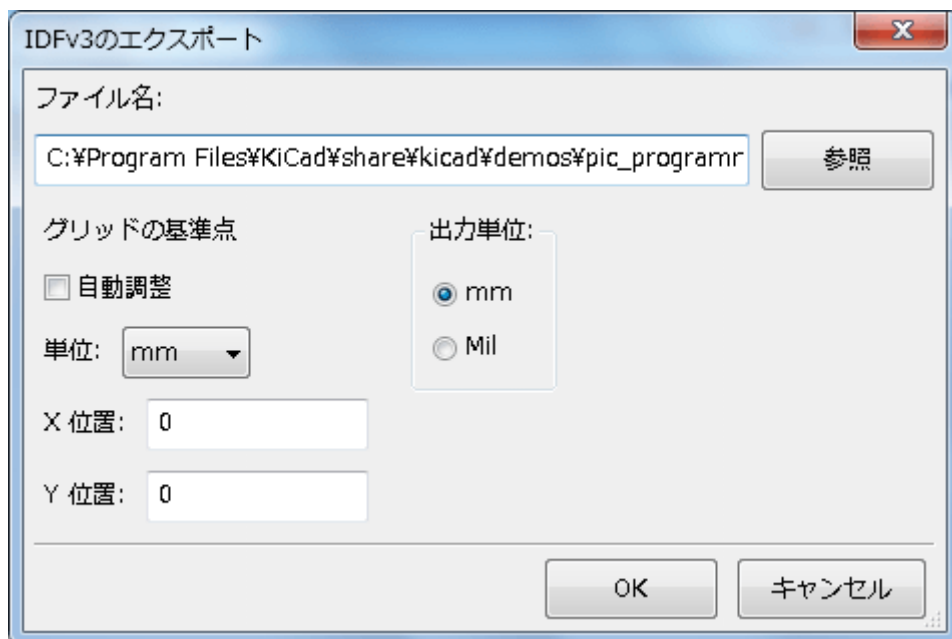 IDFv3のエクスポート
ファイル名:
C:¥Program Files¥KiCad¥share¥kicad¥demos¥pic_programr
参照
グリッドの基準点
出力単位:
自動調整
mm
単位: mm
Mil
X 位置: 0
Y 位置: 0
OK
キャンセル